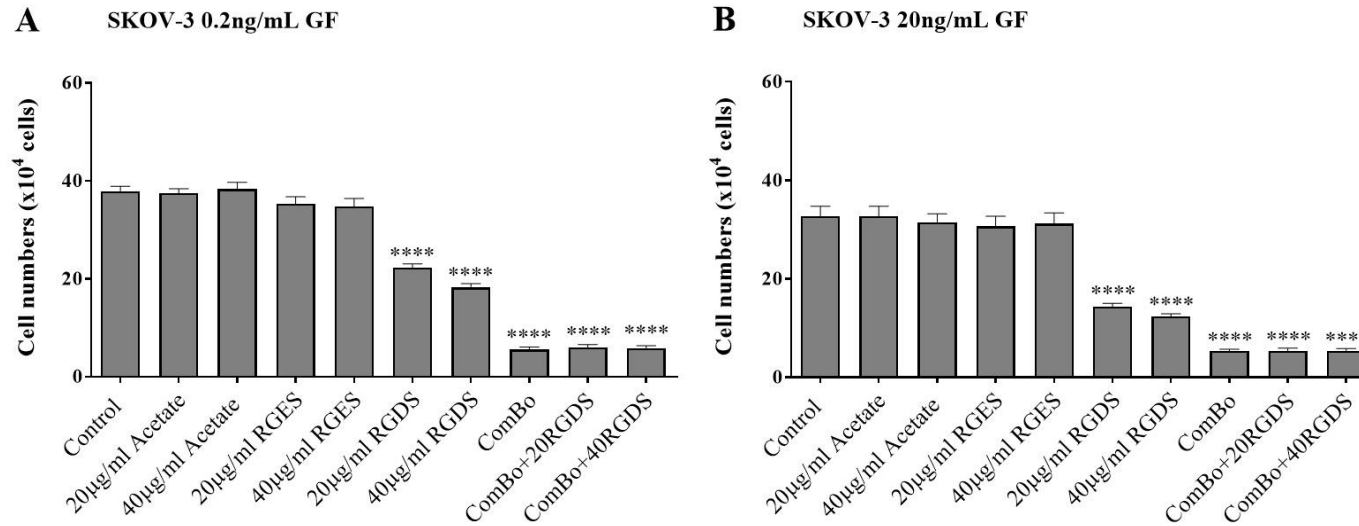 A SKOV-3 0.2ng/mL GF
60
40
20
0
Cell numbers (x10⁴ cells)
****
****
****
****
****
Control
20µg/ml Acetate
40µg/ml Acetate
20µg/ml RGES
40µg/ml RGES
20µg/ml RGDS
40µg/ml RGDS
ComBo
ComBo+20RGDS
ComBo+40RGDS
B SKOV-3 20ng/mL GF
60
40
20
0
Cell numbers (x10⁴ cells)
****
****
****
****
***
Control
20µg/ml Acetate
40µg/ml Acetate
20µg/ml RGES
40µg/ml RGES
20µg/ml RGDS
40µg/ml RGDS
ComBo
ComBo+20RGDS
ComBo+40RGDS